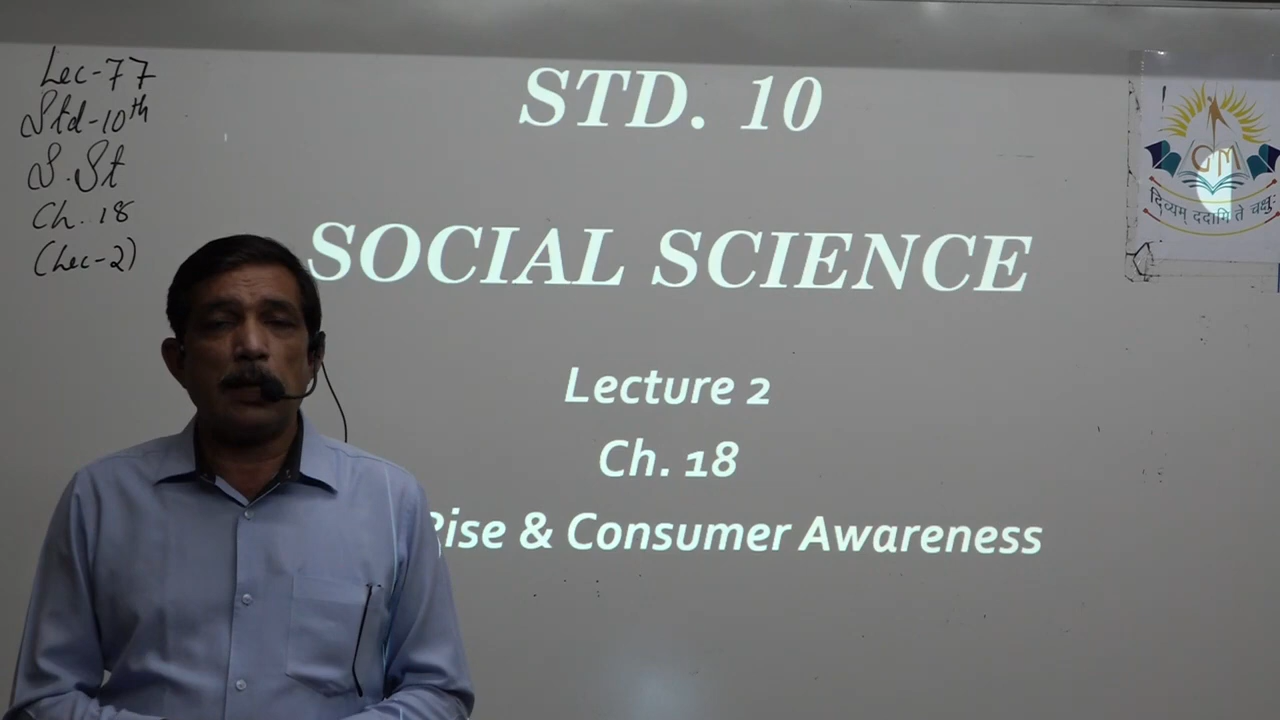 Lec-77
Std-10th
S.St
Ch. 18
(Lec-2)
STD. 10
SOCIAL SCIENCE
Lecture 2
Ch. 18
Rise & Consumer Awareness
GM
दिव्यम् ददामि ते चक्षुः